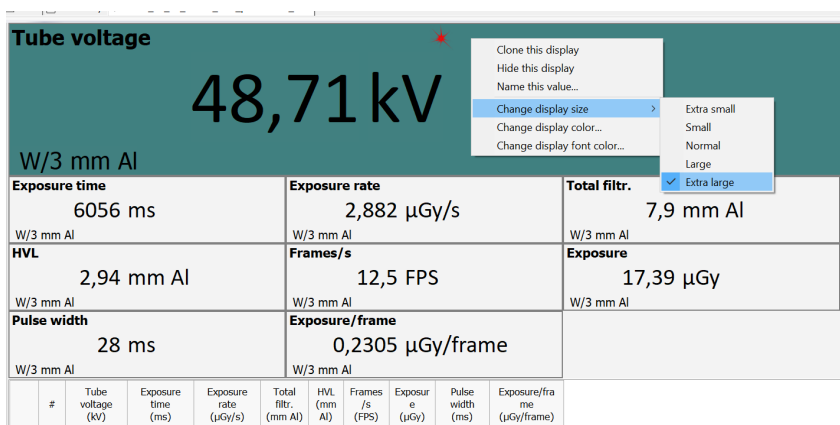 Tube voltage
48,71 kV
W/3 mm Al
Clone this display
Hide this display
Name this value...
Change display size
Change display color...
Change display font color...
Extra small
Small
Normal
Large
Extra large
Exposure time
6056 ms
W/3 mm Al
Exposure rate
2,882 µGy/s
W/3 mm Al
Total filtr.
7,9 mm Al
W/3 mm Al
HVL
2,94 mm Al
W/3 mm Al
Frames/s
12,5 FPS
W/3 mm Al
Exposure
17,39 µGy
W/3 mm Al
Pulse width
28 ms
W/3 mm Al
Exposure/frame
0,2305 µGy/frame
W/3 mm Al
#
Tube
voltage
(kV)
Exposure
time
(ms)
Exposure
rate
(µGy/s)
Total
filtr.
(mm Al)
HVL
(mm
Al)
Frames
/s
(FPS)
Exposur
e
(µGy)
Pulse
width
(ms)
Exposure/fra
me
(µGy/frame)